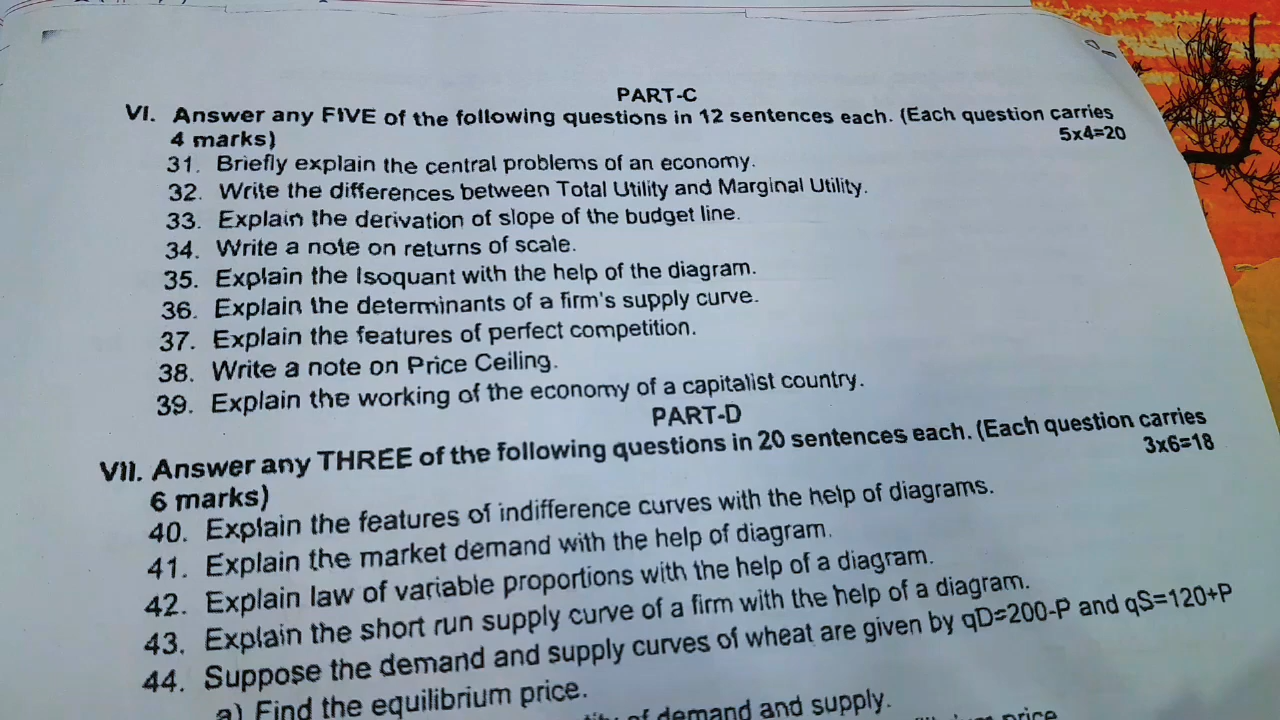 PART-C
VI. Answer any FIVE of the following questions in 12 sentences each. (Each question carries
4 marks) 5x4=20
31. Briefly explain the central problems of an economy.
32. Write the differences between Total Utility and Marginal Utility.
33. Explain the derivation of slope of the budget line.
34. Write a note on returns of scale.
35. Explain the Isoquant with the help of the diagram.
36. Explain the determinants of a firm's supply curve.
37. Explain the features of perfect competition.
38. Write a note on Price Ceiling.
39. Explain the working of the economy of a capitalist country.
PART-D
VII. Answer any THREE of the following questions in 20 sentences each. (Each question carries
6 marks) 3x6=18
40. Explain the features of indifference curves with the help of diagrams.
41. Explain the market demand with the help of diagram.
42. Explain law of variable proportions with the help of a diagram.
43. Explain the short run supply curve of a firm with the help of a diagram.
44. Suppose the demand and supply curves of wheat are given by qD=200-P and qS=120+P
a) Find the equilibrium price.
of demand and supply.
price